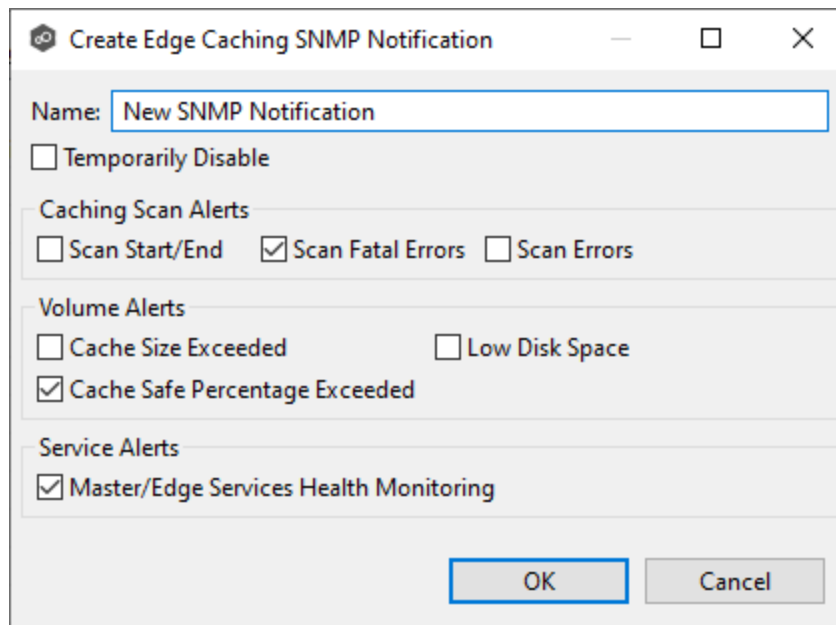 Create Edge Caching SNMP Notification
Name: New SNMP Notification
Temporarily Disable
Caching Scan Alerts
Scan Start/End Scan Fatal Errors Scan Errors
Volume Alerts
Cache Size Exceeded Low Disk Space
Cache Safe Percentage Exceeded
Service Alerts
Master/Edge Services Health Monitoring
OK Cancel